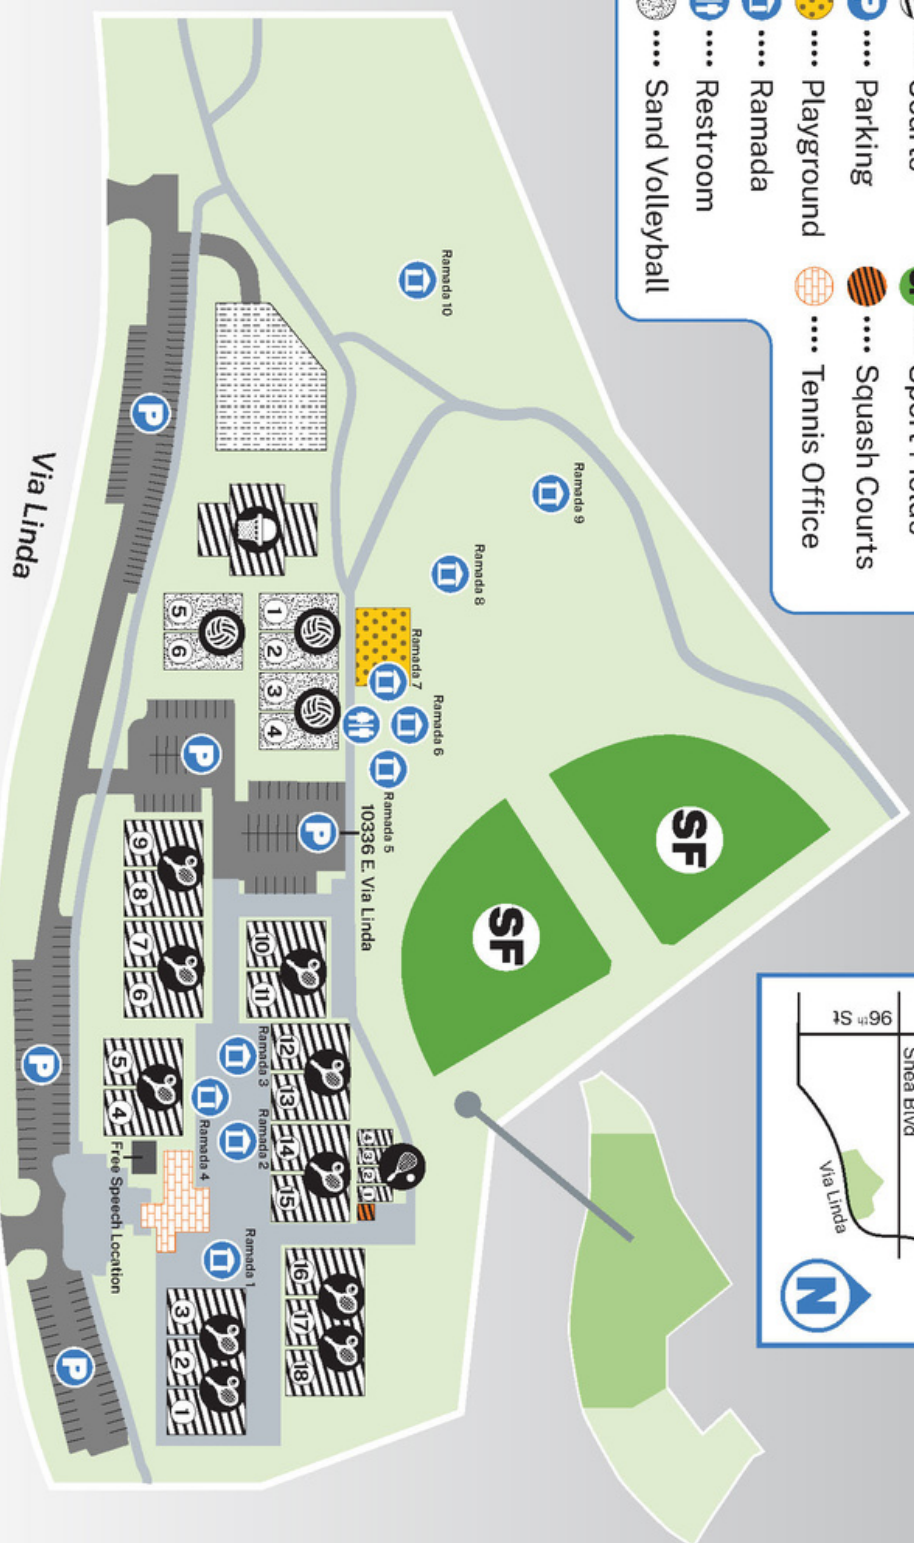 Courts
Parking
Playground
Ramada
Restroom
Sand Volleyball
Sport Fields
Squash Courts
Tennis Office
96th St
Shea Blvd
Via Linda
N
SF
SF
Ramada 10
Ramada 9
Ramada 8
Ramada 7
Ramada 6
Ramada 5
10336 E. Via Linda
P
1
2
3
4
5
6
P
P
P
10
11
12
13
14
15
4
3
2
1
16
17
18
Ramada 3
Ramada 2
Ramada 4
Ramada 1
9
8
7
6
5
4
3
2
1
Free Speech Location
P
P
Via Linda